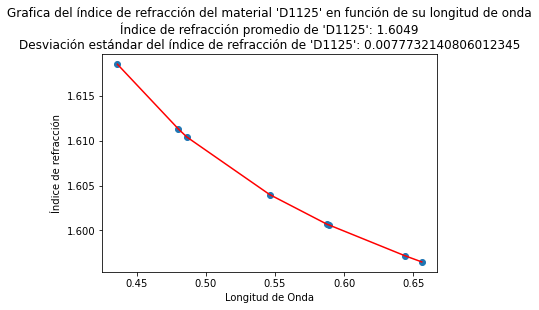 Grafica del índice de refracción del material 'D1125' en función de su longitud de onda
Índice de refracción promedio de 'D1125': 1.6049
Desviación estándar del índice de refracción de 'D1125': 0.0077732140806012345
1.615
1.610
1.605
1.600
Índice de refracción
0.45
0.50
0.55
0.60
0.65
Longitud de Onda